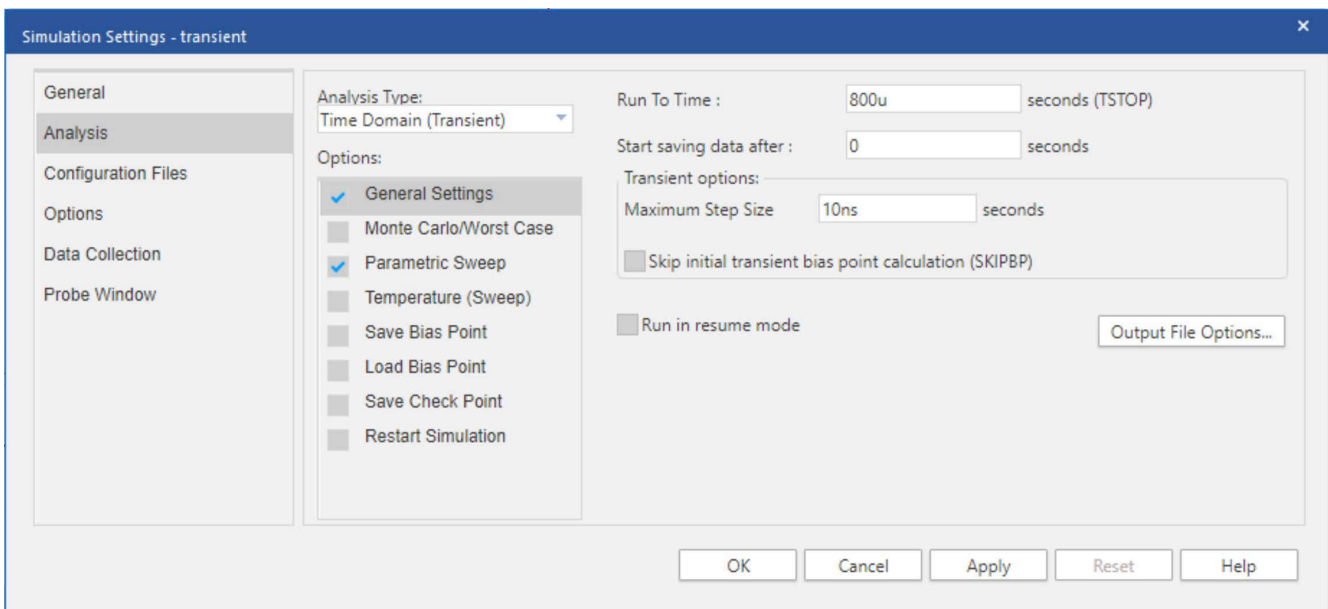 Simulation Settings - transient
General
Analysis
Configuration Files
Options
Data Collection
Probe Window
Analysis Type:
Time Domain (Transient)
Options:
General Settings
Monte Carlo/Worst Case
Parametric Sweep
Temperature (Sweep)
Save Bias Point
Load Bias Point
Save Check Point
Restart Simulation
Run To Time : 800u seconds (TSTOP)
Start saving data after : 0 seconds
Transient options:
Maximum Step Size 10ns seconds
Skip initial transient bias point calculation (SKIPBP)
Run in resume mode
Output File Options...
OK Cancel Apply Reset Help